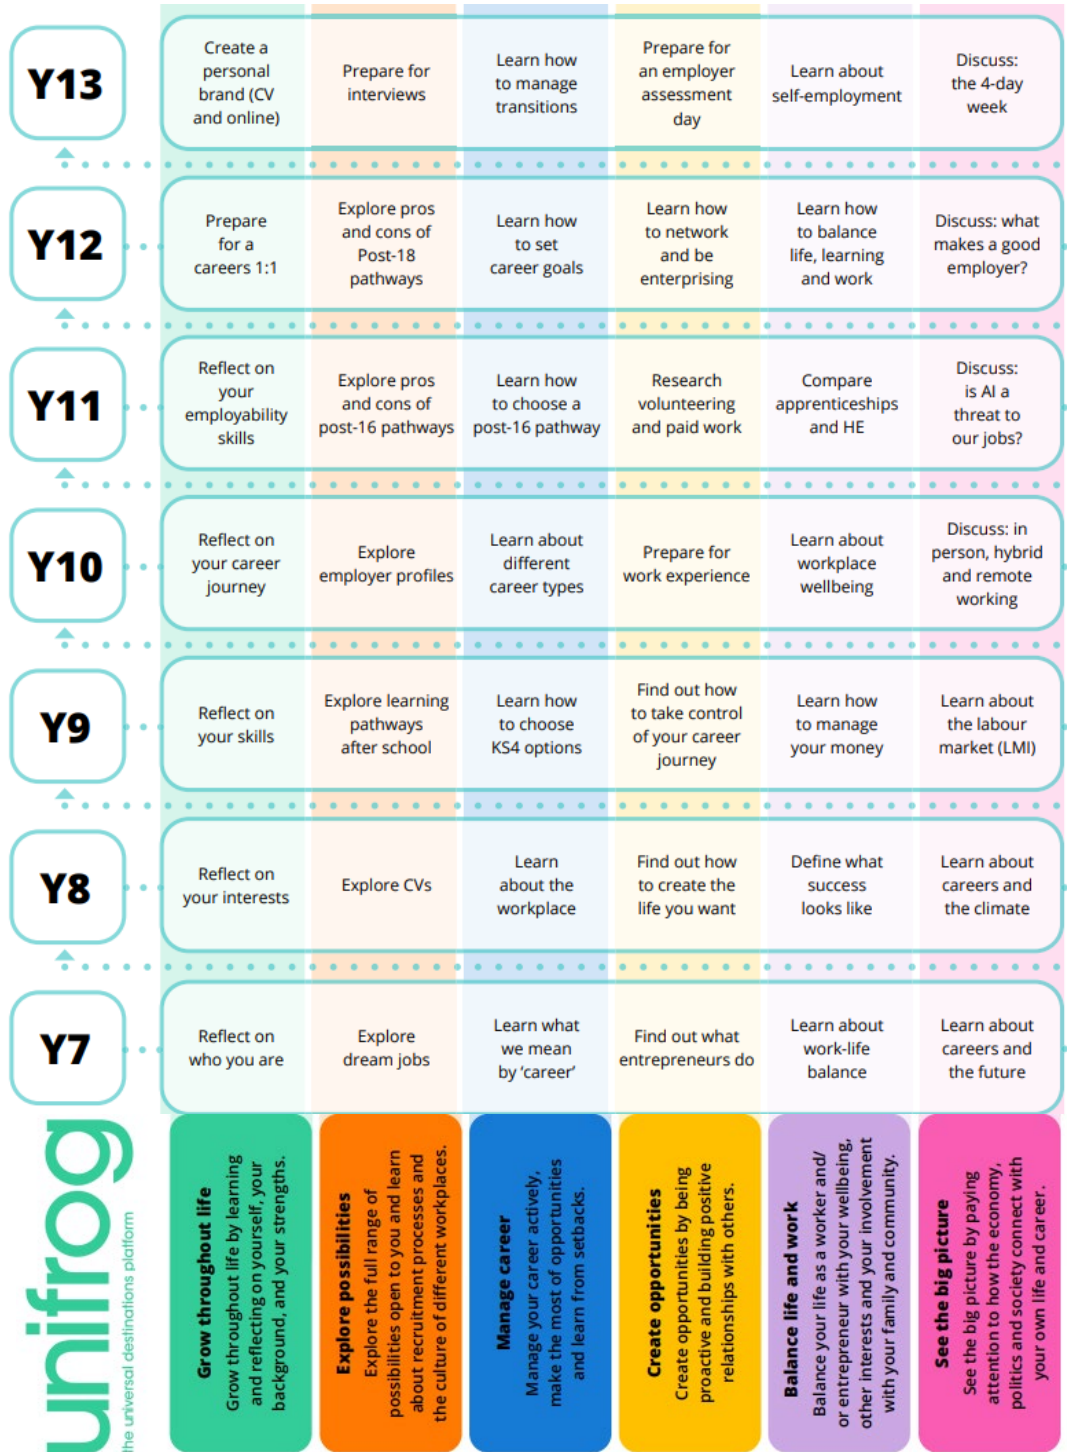 Y13
Create a
personal
brand (CV
and online)
Prepare for
interviews
Learn how
to manage
transitions
Prepare for
an employer
assessment
day
Learn about
self-employment
Discuss:
the 4-day
week
Y12
Prepare
for a
careers 1:1
Explore pros
and cons of
Post-18
pathways
Learn how
to set
career goals
Learn how
to network
and be
enterprising
Learn how
to balance
life, learning
and work
Discuss: what
makes a good
employer?
Y11
Reflect on
your
employability
skills
Explore pros
and cons of
post-16 pathways
Learn how
to choose a
post-16 pathway
Research
volunteering
and paid work
Compare
apprenticeships
and HE
Discuss:
is AI a
threat to
our jobs?
Y10
Reflect on
your career
journey
Explore
employer profiles
Learn about
different
career types
Prepare for
work experience
Learn about
workplace
wellbeing
Discuss: in
person, hybrid
and remote
working
Y9
Reflect on
your skills
Explore learning
pathways
after school
Learn how
to choose
KS4 options
Find out how
to take control
of your career
journey
Learn how
to manage
your money
Learn about
the labour
market (LMI)
Y8
Reflect on
your interests
Explore CVs
Learn
about the
workplace
Find out how
to create the
life you want
Define what
success
looks like
Learn about
careers and
the climate
Y7
Reflect on
who you are
Explore
dream jobs
Learn what
we mean
by ‘career’
Find out what
entrepreneurs do
Learn about
work-life
balance
Learn about
careers and
the future
unifrog
the universal destinations platform
Grow throughout life
Grow throughout life by learning
and reflecting on yourself, your
background, and your strengths.
Explore possibilities
Explore the full range of
possibilities open to you and learn
about recruitment processes and
the culture of different workplaces.
Manage career
Manage your career actively,
make the most of opportunities
and learn from setbacks.
Create opportunities
Create opportunities by being
proactive and building positive
relationships with others.
Balance life and work
Balance your life as a worker and/
or entrepreneur with your wellbeing,
other interests and your involvement
with your family and community.
See the big picture
See the big picture by paying
attention to how the economy,
politics and society connect with
your own life and career.